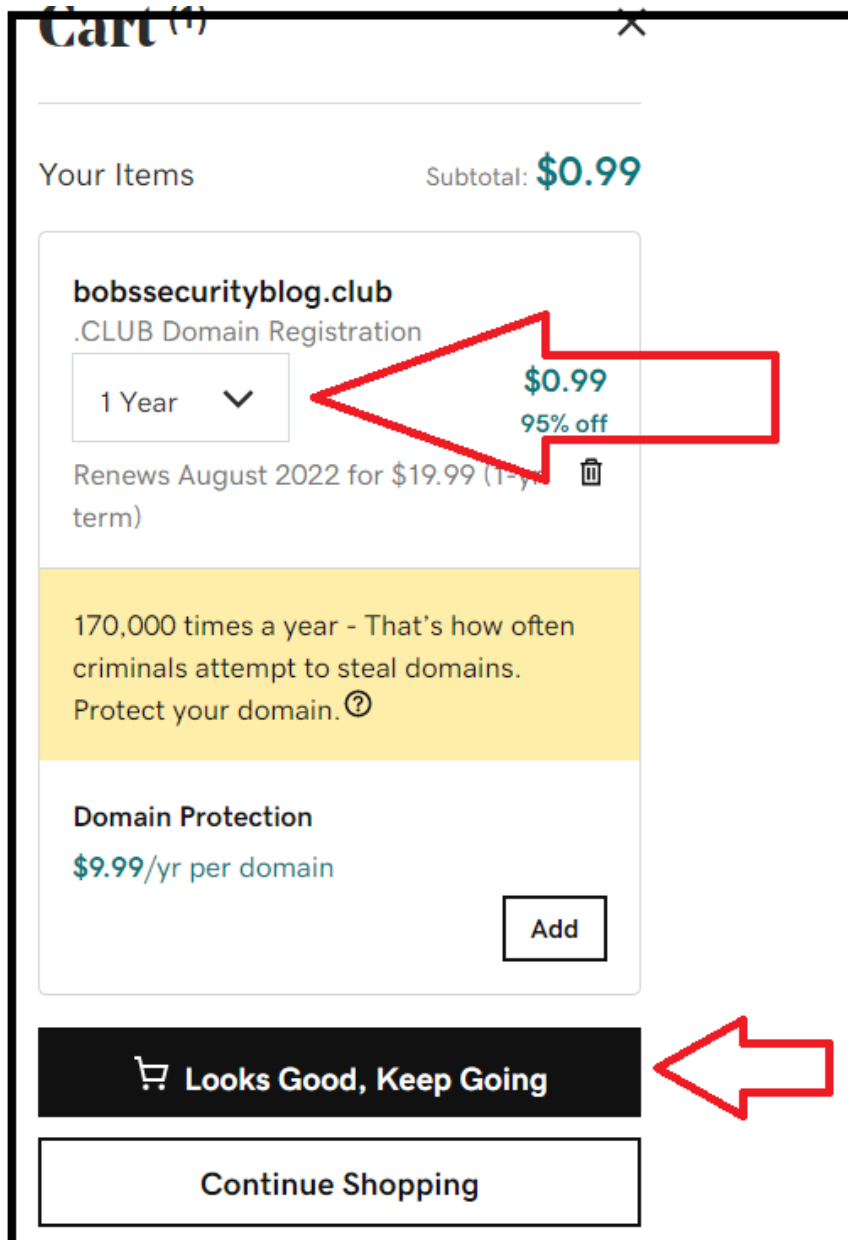 Cart (1)
Your Items
Subtotal: $0.99
bobssecurityblog.club
.CLUB Domain Registration
1 Year
$0.99
95% off
Renews August 2022 for $19.99 (1-yr
term)
170,000 times a year - That’s how often
criminals attempt to steal domains.
Protect your domain.
Domain Protection
$9.99/yr per domain
Add
Looks Good, Keep Going
Continue Shopping